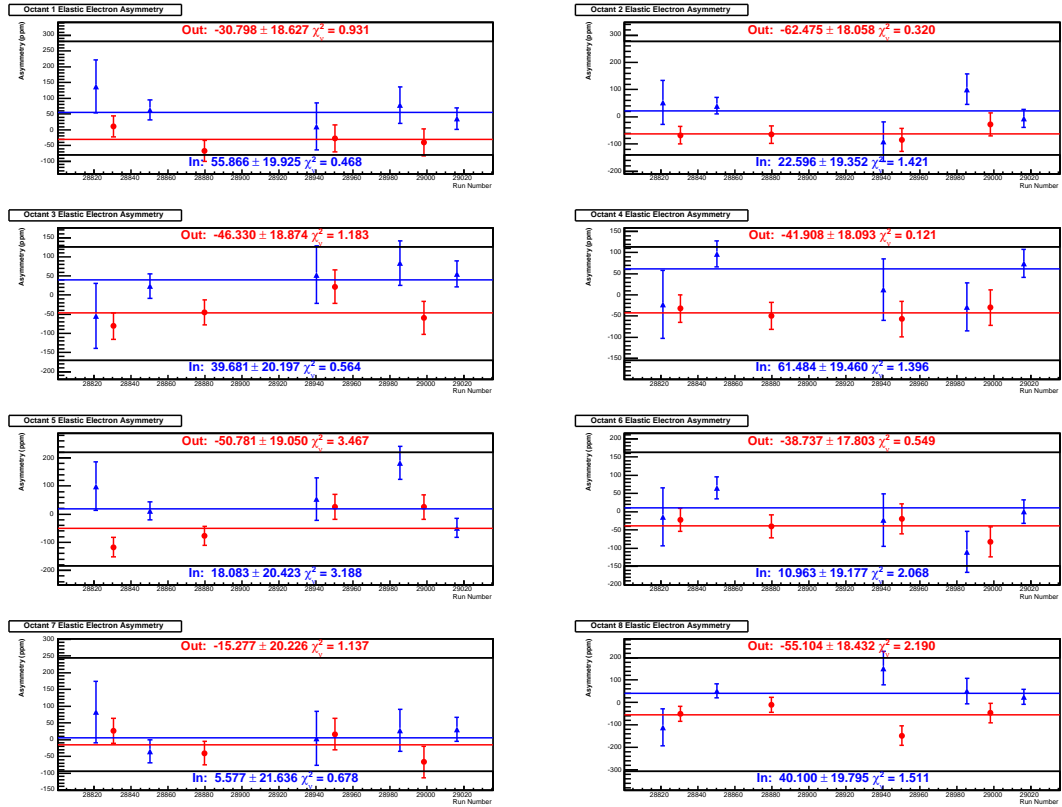 Octant 1 Elastic Electron Asymmetry
Asymmetry (ppm)
Out: -30.798 ± 18.627 χ²ᵥ = 0.931
300
250
200
150
100
50
0
-50
-100
In: 55.866 ± 19.925 χ²ᵥ = 0.468
28820 28840 28860 28880 28900 28920 28940 28960 28980 29000 29020
Run Number
Octant 2 Elastic Electron Asymmetry
Asymmetry (ppm)
Out: -62.475 ± 18.058 χ²ᵥ = 0.320
300
200
100
0
-100
-200
In: 22.596 ± 19.352 χ²ᵥ = 1.421
28820 28840 28860 28880 28900 28920 28940 28960 28980 29000 29020
Run Number
Octant 3 Elastic Electron Asymmetry
Asymmetry (ppm)
Out: -46.330 ± 18.874 χ²ᵥ = 1.183
150
100
50
0
-50
-100
-150
-200
In: 39.681 ± 20.197 χ²ᵥ = 0.564
28820 28840 28860 28880 28900 28920 28940 28960 28980 29000 29020
Run Number
Octant 4 Elastic Electron Asymmetry
Asymmetry (ppm)
Out: -41.908 ± 18.093 χ²ᵥ = 0.121
150
100
50
0
-50
-100
-150
In: 61.484 ± 19.460 χ²ᵥ = 1.396
28820 28840 28860 28880 28900 28920 28940 28960 28980 29000 29020
Run Number
Octant 5 Elastic Electron Asymmetry
Asymmetry (ppm)
Out: -50.781 ± 19.050 χ²ᵥ = 3.467
200
100
0
-100
-200
In: 18.083 ± 20.423 χ²ᵥ = 3.188
28820 28840 28860 28880 28900 28920 28940 28960 28980 29000 29020
Run Number
Octant 6 Elastic Electron Asymmetry
Asymmetry (ppm)
Out: -38.737 ± 17.803 χ²ᵥ = 0.549
200
150
100
50
0
-50
-100
-150
-200
In: 10.963 ± 19.177 χ²ᵥ = 2.068
28820 28840 28860 28880 28900 28920 28940 28960 28980 29000 29020
Run Number
Octant 7 Elastic Electron Asymmetry
Asymmetry (ppm)
Out: -15.277 ± 20.226 χ²ᵥ = 1.137
300
250
200
150
100
50
0
-50
-100
-150
In: 5.577 ± 21.636 χ²ᵥ = 0.678
28820 28840 28860 28880 28900 28920 28940 28960 28980 29000 29020
Run Number
Octant 8 Elastic Electron Asymmetry
Asymmetry (ppm)
Out: -55.104 ± 18.432 χ²ᵥ = 2.190
200
100
0
-100
-200
-300
In: 40.100 ± 19.795 χ²ᵥ = 1.511
28820 28840 28860 28880 28900 28920 28940 28960 28980 29000 29020
Run Number